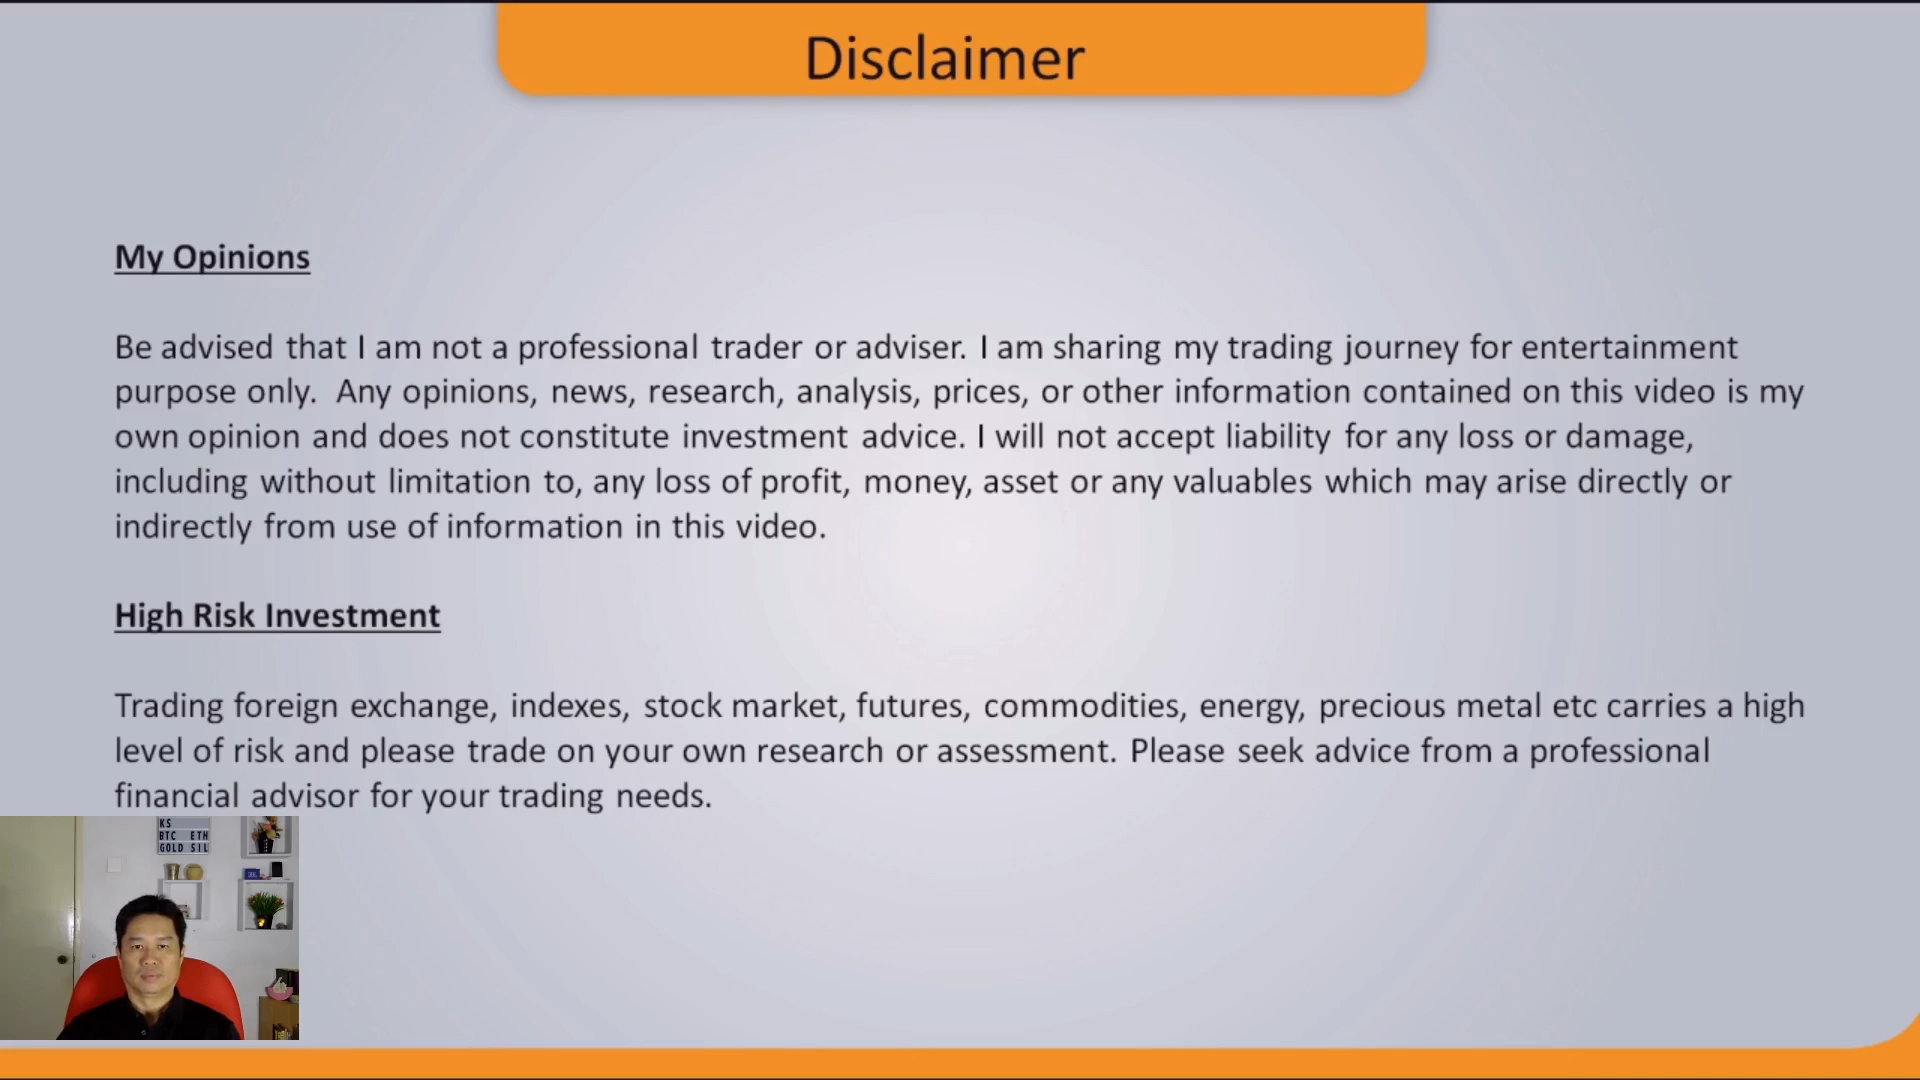 Disclaimer
My Opinions
Be advised that I am not a professional trader or adviser. I am sharing my trading journey for entertainment
purpose only. Any opinions, news, research, analysis, prices, or other information contained on this video is my
own opinion and does not constitute investment advice. I will not accept liability for any loss or damage,
including without limitation to, any loss of profit, money, asset or any valuables which may arise directly or
indirectly from use of information in this video.
High Risk Investment
Trading foreign exchange, indexes, stock market, futures, commodities, energy, precious metal etc carries a high
level of risk and please trade on your own research or assessment. Please seek advice from a professional
financial advisor for your trading needs.
KS
BTC ETH
GOLD SIL